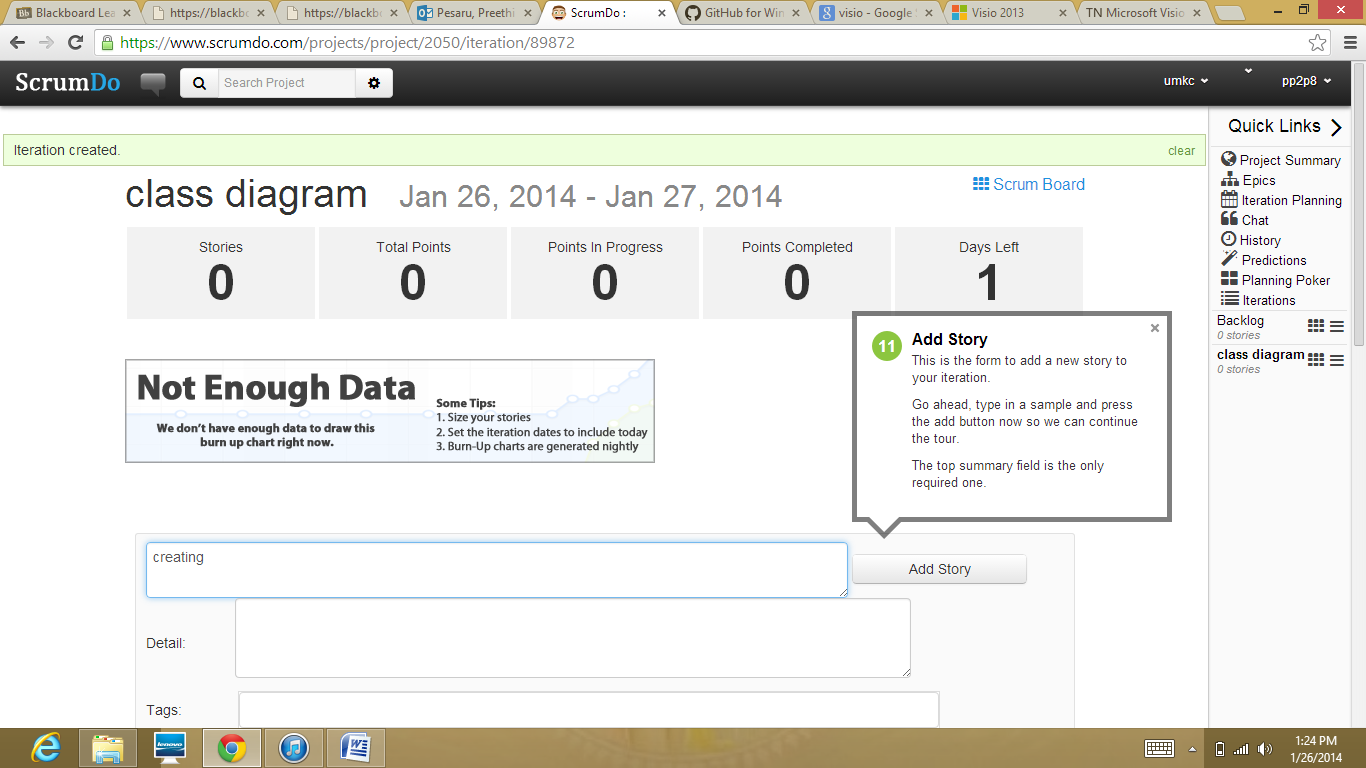 Blackboard Lea
https://blackb
https://blackb
Pesaru, Preethi
ScrumDo :
GitHub for Win
visio - Google
Visio 2013
TN Microsoft Visio
https://www.scrumdo.com/projects/project/2050/iteration/89872
ScrumDo
Search Project
umkc
pp2p8
Iteration created.
clear
class diagram Jan 26, 2014 - Jan 27, 2014
Scrum Board
Stories Total Points Points In Progress Points Completed Days Left
0 0 0 0 1
Not Enough Data
We don't have enough data to draw this
burn up chart right now.
Some Tips:
1. Size your stories
2. Set the iteration dates to include today
3. Burn-Up charts are generated nightly
11 Add Story
This is the form to add a new story to
your iteration.
Go ahead, type in a sample and press
the add button now so we can continue
the tour.
The top summary field is the only
required one.
creating
Add Story
Detail:
Tags:
Quick Links
Project Summary
Epics
Iteration Planning
Chat
History
Predictions
Planning Poker
Iterations
Backlog
0 stories
class diagram
0 stories
lenovo
1:24 PM
1/26/2014